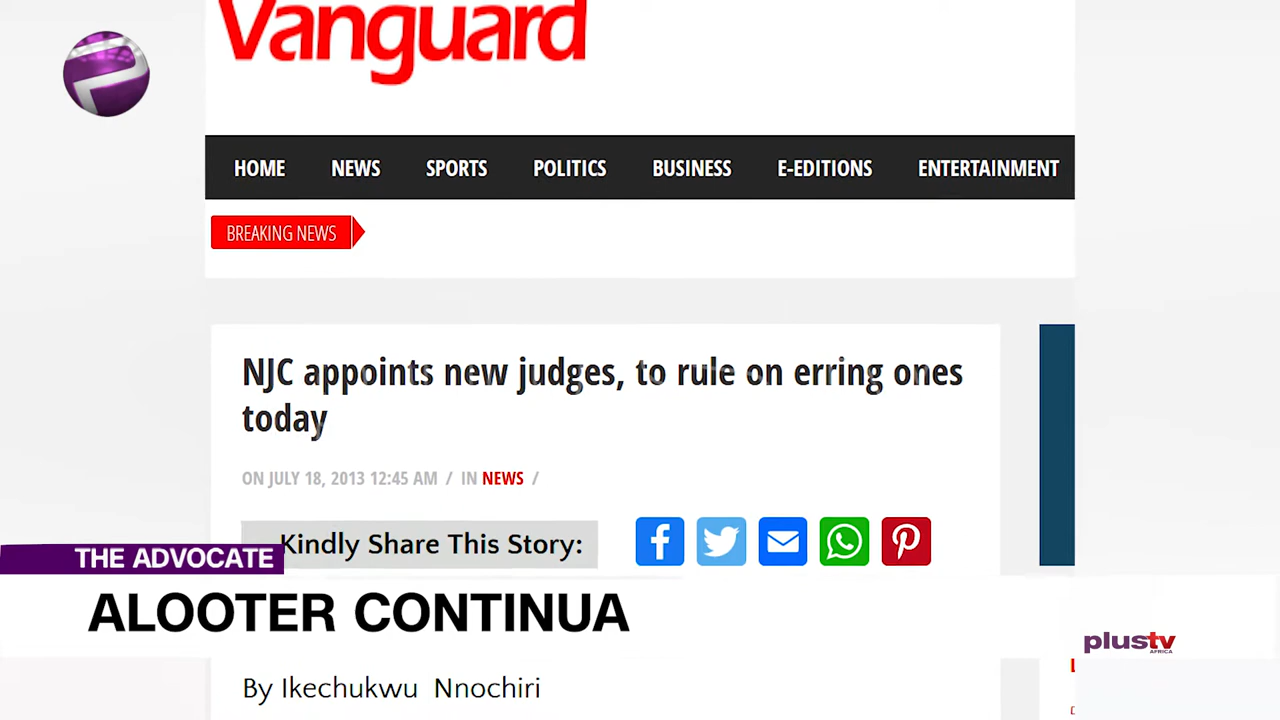 Vanguard
HOME NEWS SPORTS POLITICS BUSINESS E-EDITIONS ENTERTAINMENT
BREAKING NEWS
NJC appoints new judges, to rule on erring ones
today
ON JULY 18, 2013 12:45 AM / IN NEWS /
Kindly Share This Story:
THE ADVOCATE
ALOOTER CONTINUA
plustv
AFRICA
By Ikechukwu Nnochiri